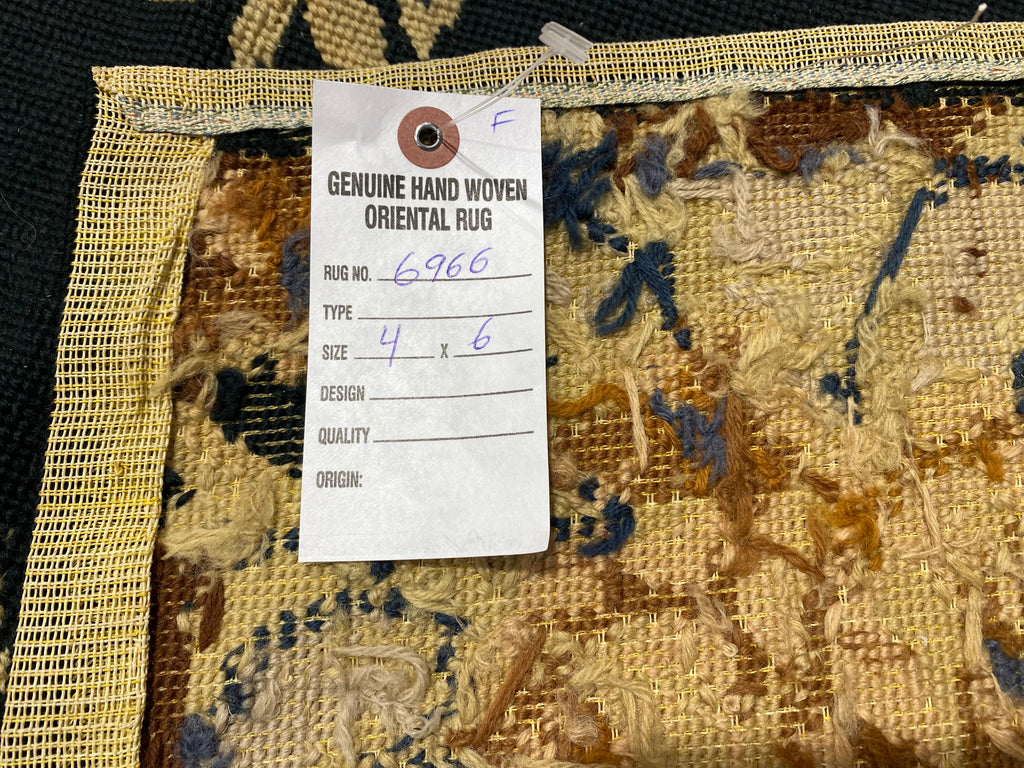 F
GENUINE HAND WOVEN
ORIENTAL RUG
RUG NO. 6966
TYPE
SIZE 4 X 6
DESIGN
QUALITY
ORIGIN: